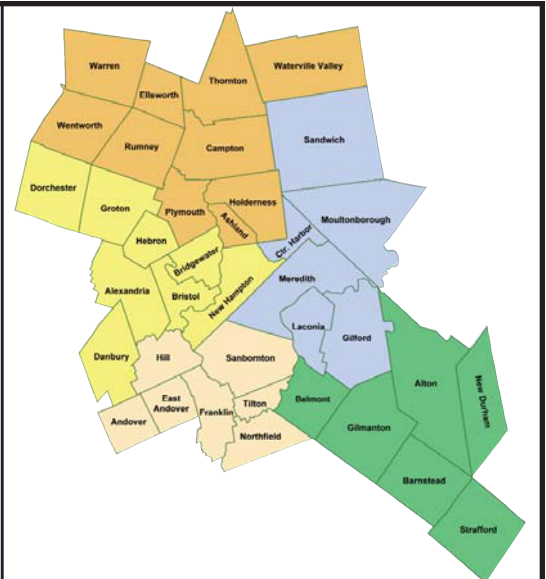 Warren
Waterville Valley
Thornton
Ellsworth
Wentworth
Rumney
Campton
Sandwich
Dorchester
Groton
Plymouth
Holderness
Ashland
Moultonborough
Hebron
Ctr. Harbor
Bridgewater
Meredith
Alexandria
Bristol
New Hampton
Laconia
Gilford
Danbury
Hill
Sanbornton
Alton
New Durham
East
Andover
Andover
Franklin
Tilton
Belmont
Northfield
Gilmanton
Barnstead
Strafford